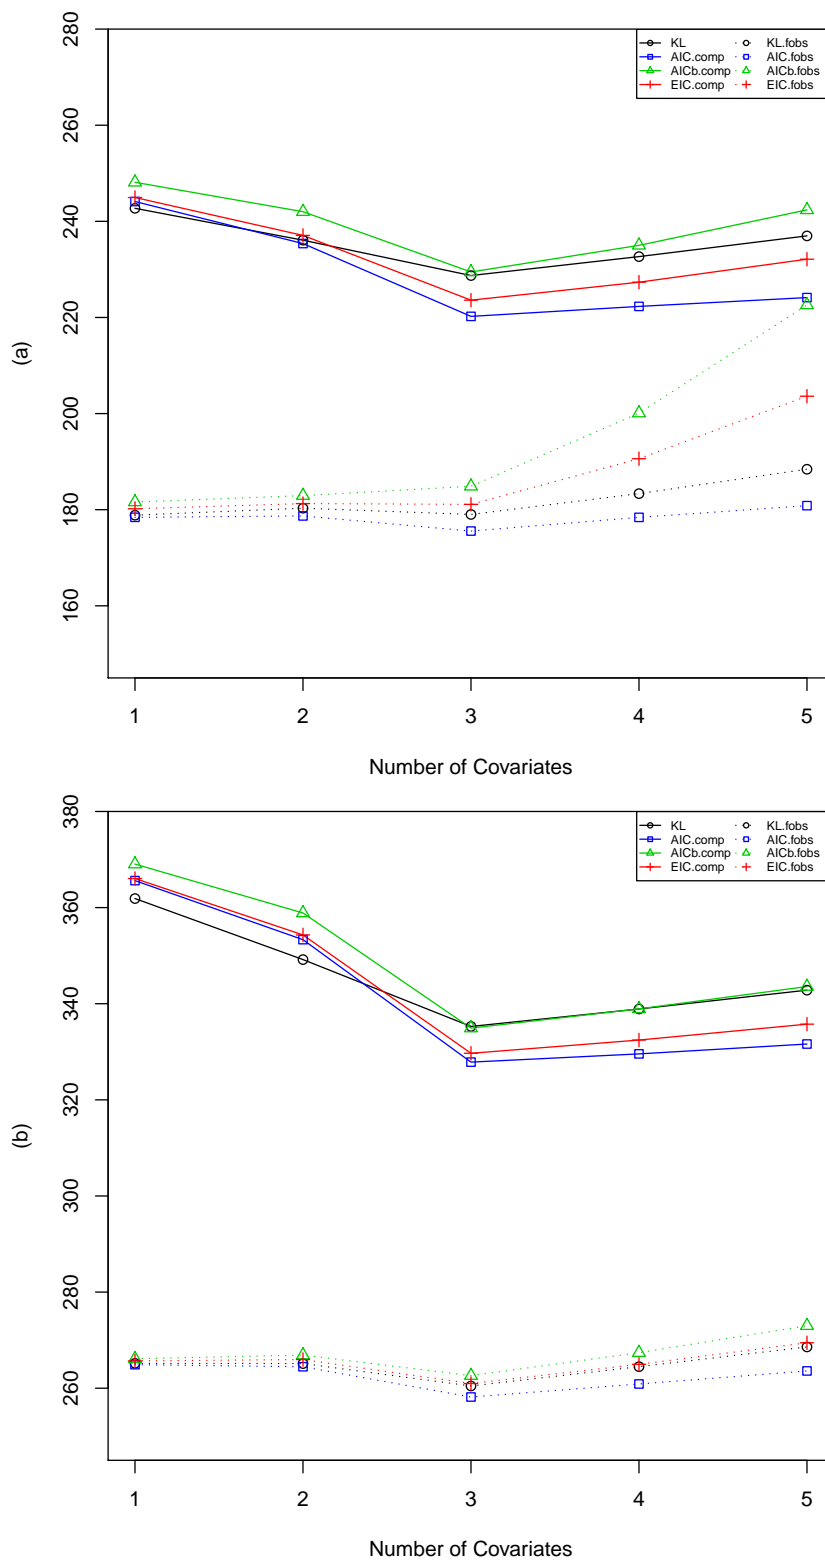 280
260
240
220
200
180
160
(a)
KL
AIC.comp
AICb.comp
EIC.comp
KL.fobs
AIC.fobs
AICb.fobs
EIC.fobs
1 2 3 4 5
Number of Covariates
380
360
340
320
300
280
260
(b)
KL
AIC.comp
AICb.comp
EIC.comp
KL.fobs
AIC.fobs
AICb.fobs
EIC.fobs
1 2 3 4 5
Number of Covariates